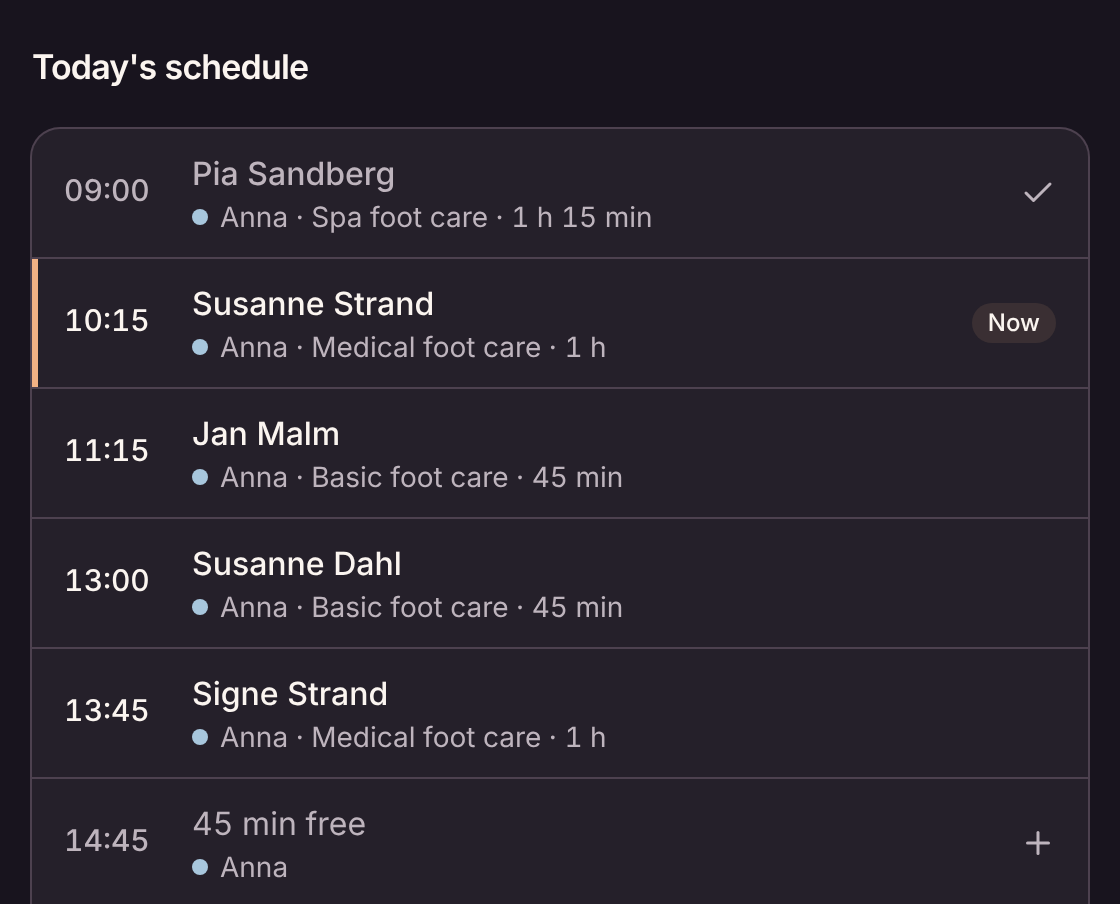 Today's schedule
09:00
Pia Sandberg
Anna · Spa foot care · 1 h 15 min
10:15
Susanne Strand
Anna · Medical foot care · 1 h
Now
11:15
Jan Malm
Anna · Basic foot care · 45 min
13:00
Susanne Dahl
Anna · Basic foot care · 45 min
13:45
Signe Strand
Anna · Medical foot care · 1 h
14:45
45 min free
Anna